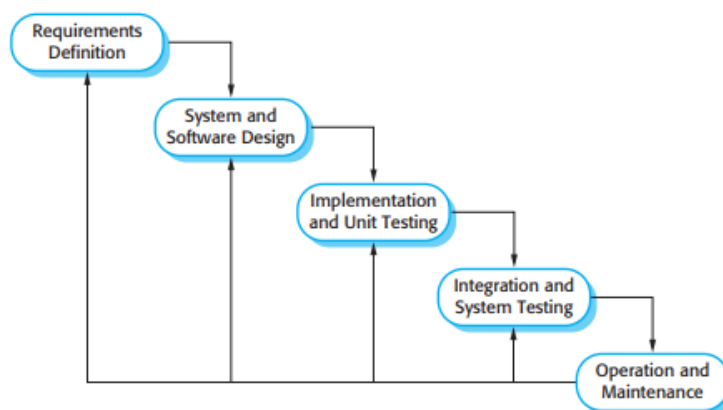 Requirements
Definition
System and
Software Design
Implementation
and Unit Testing
Integration and
System Testing
Operation and
Maintenance